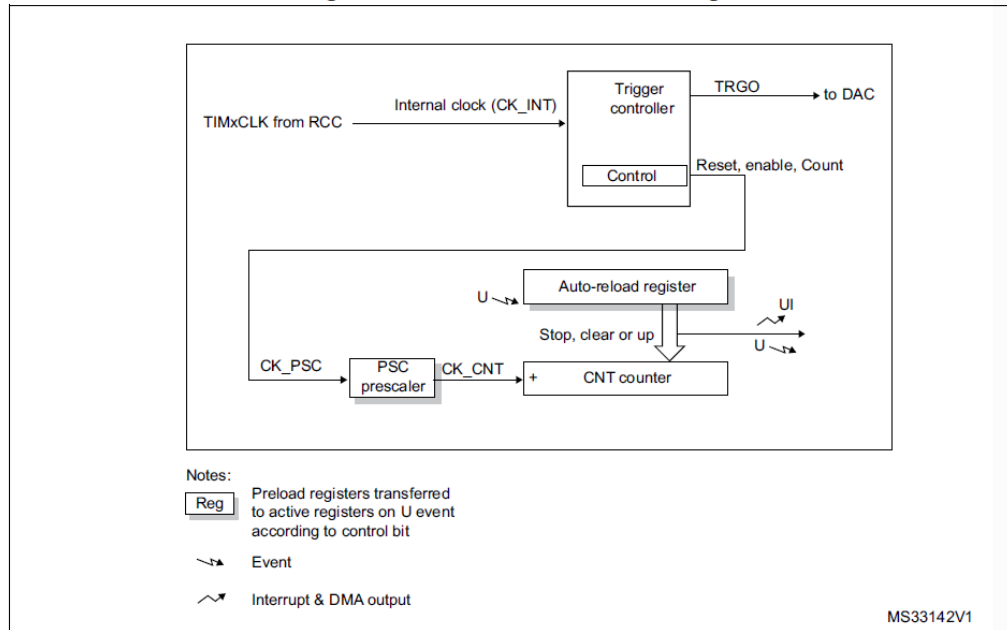 Trigger
controller
TRGO
to DAC
Internal clock (CK_INT)
TIMxCLK from RCC
Control
Reset, enable, Count
Auto-reload register
U
UI
Stop, clear or up
U
CK_PSC
PSC
prescaler
CK_CNT
+
CNT counter
Notes:
Reg
Preload registers transferred
to active registers on U event
according to control bit
Event
Interrupt & DMA output
MS33142V1